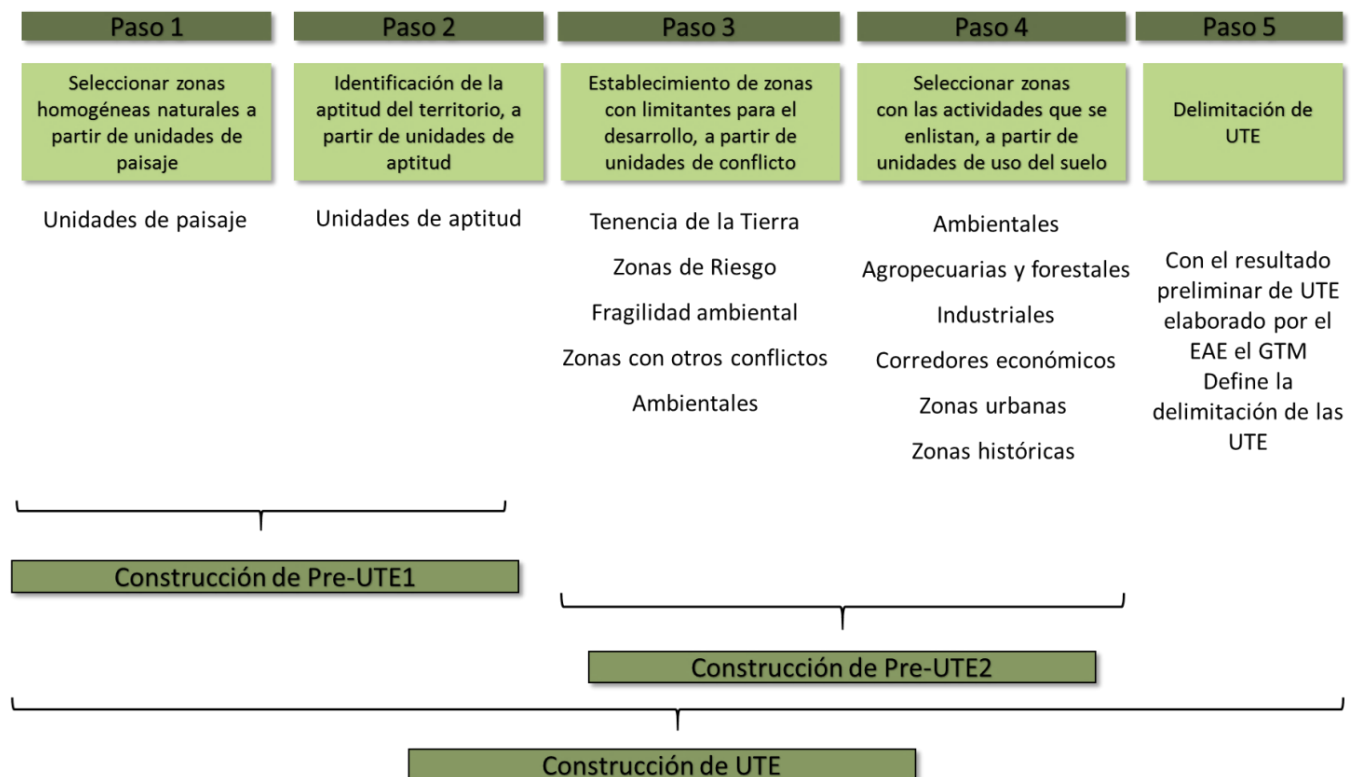 Paso 1
Seleccionar zonas
homogéneas naturales a
partir de unidades de
paisaje
Unidades de paisaje
Paso 2
Identificación de la
aptitud del territorio, a
partir de unidades de
aptitud
Unidades de aptitud
Paso 3
Establecimiento de zonas
con limitantes para el
desarrollo, a partir de
unidades de conflicto
Tenencia de la Tierra
Zonas de Riesgo
Fragilidad ambiental
Zonas con otros conflictos
Ambientales
Paso 4
Seleccionar zonas
con las actividades que se
enlistan, a partir de
unidades de uso del suelo
Ambientales
Agropecuarias y forestales
Industriales
Corredores económicos
Zonas urbanas
Zonas históricas
Paso 5
Delimitación de
UTE
Con el resultado
preliminar de UTE
elaborado por el
EAE el GTM
Define la
delimitación de las
UTE
Construcción de Pre-UTE1
Construcción de Pre-UTE2
Construcción de UTE